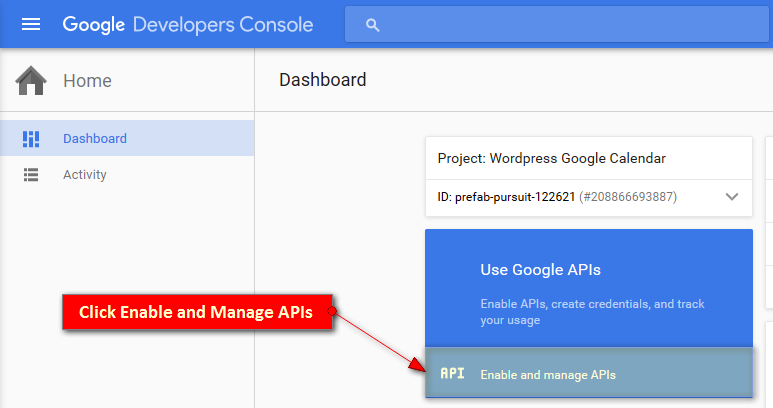 Google Developers Console
Home
Dashboard
Dashboard
Activity
Project: Wordpress Google Calendar
ID: prefab-pursuit-122621 (#208866693887)
Use Google APIs
Enable APIs, create credentials, and track
your usage
Click Enable and Manage APIs
API Enable and manage APIs